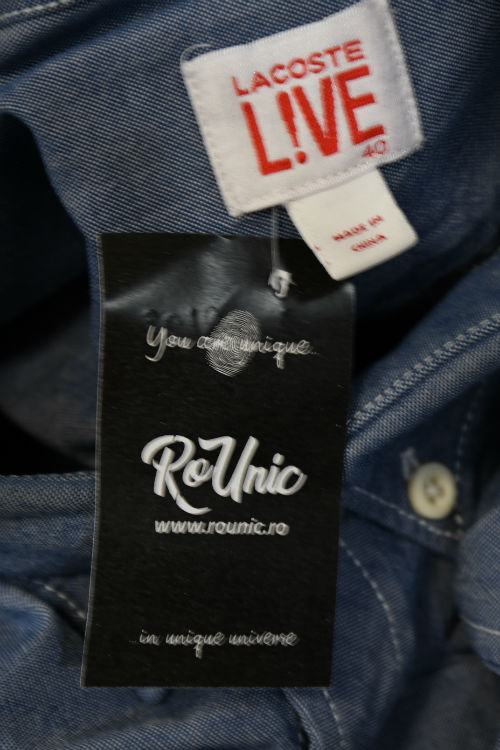 LACOSTE
L!VE
40
MADE IN
CHINA
You are unique...
RoUnic
www.rounic.ro
...in unique universe